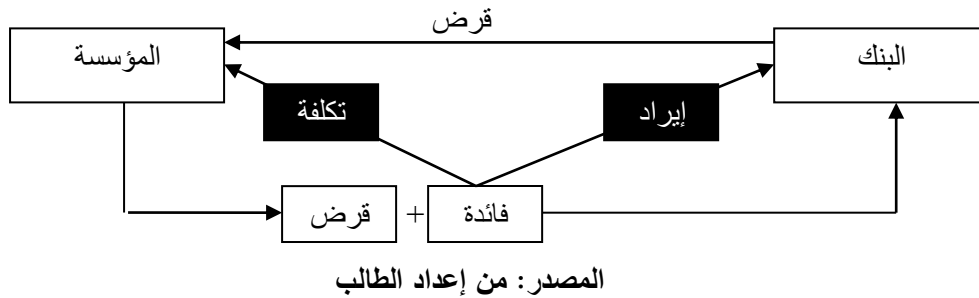 قرض
المؤسسة
البنك
تكلفة
إيراد
قرض + فائدة
المصدر: من إعداد الطالب